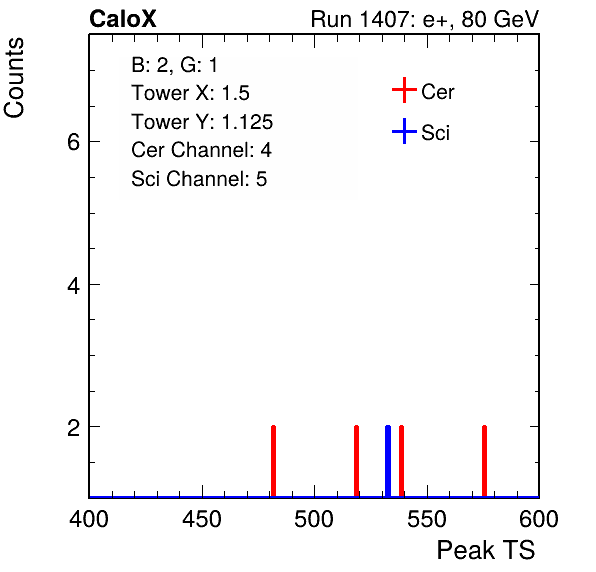 CaloX
Run 1407: e+, 80 GeV
Counts
B: 2, G: 1
Tower X: 1.5
Tower Y: 1.125
Cer Channel: 4
Sci Channel: 5
Cer
Sci
6
4
2
400 450 500 550 600
Peak TS